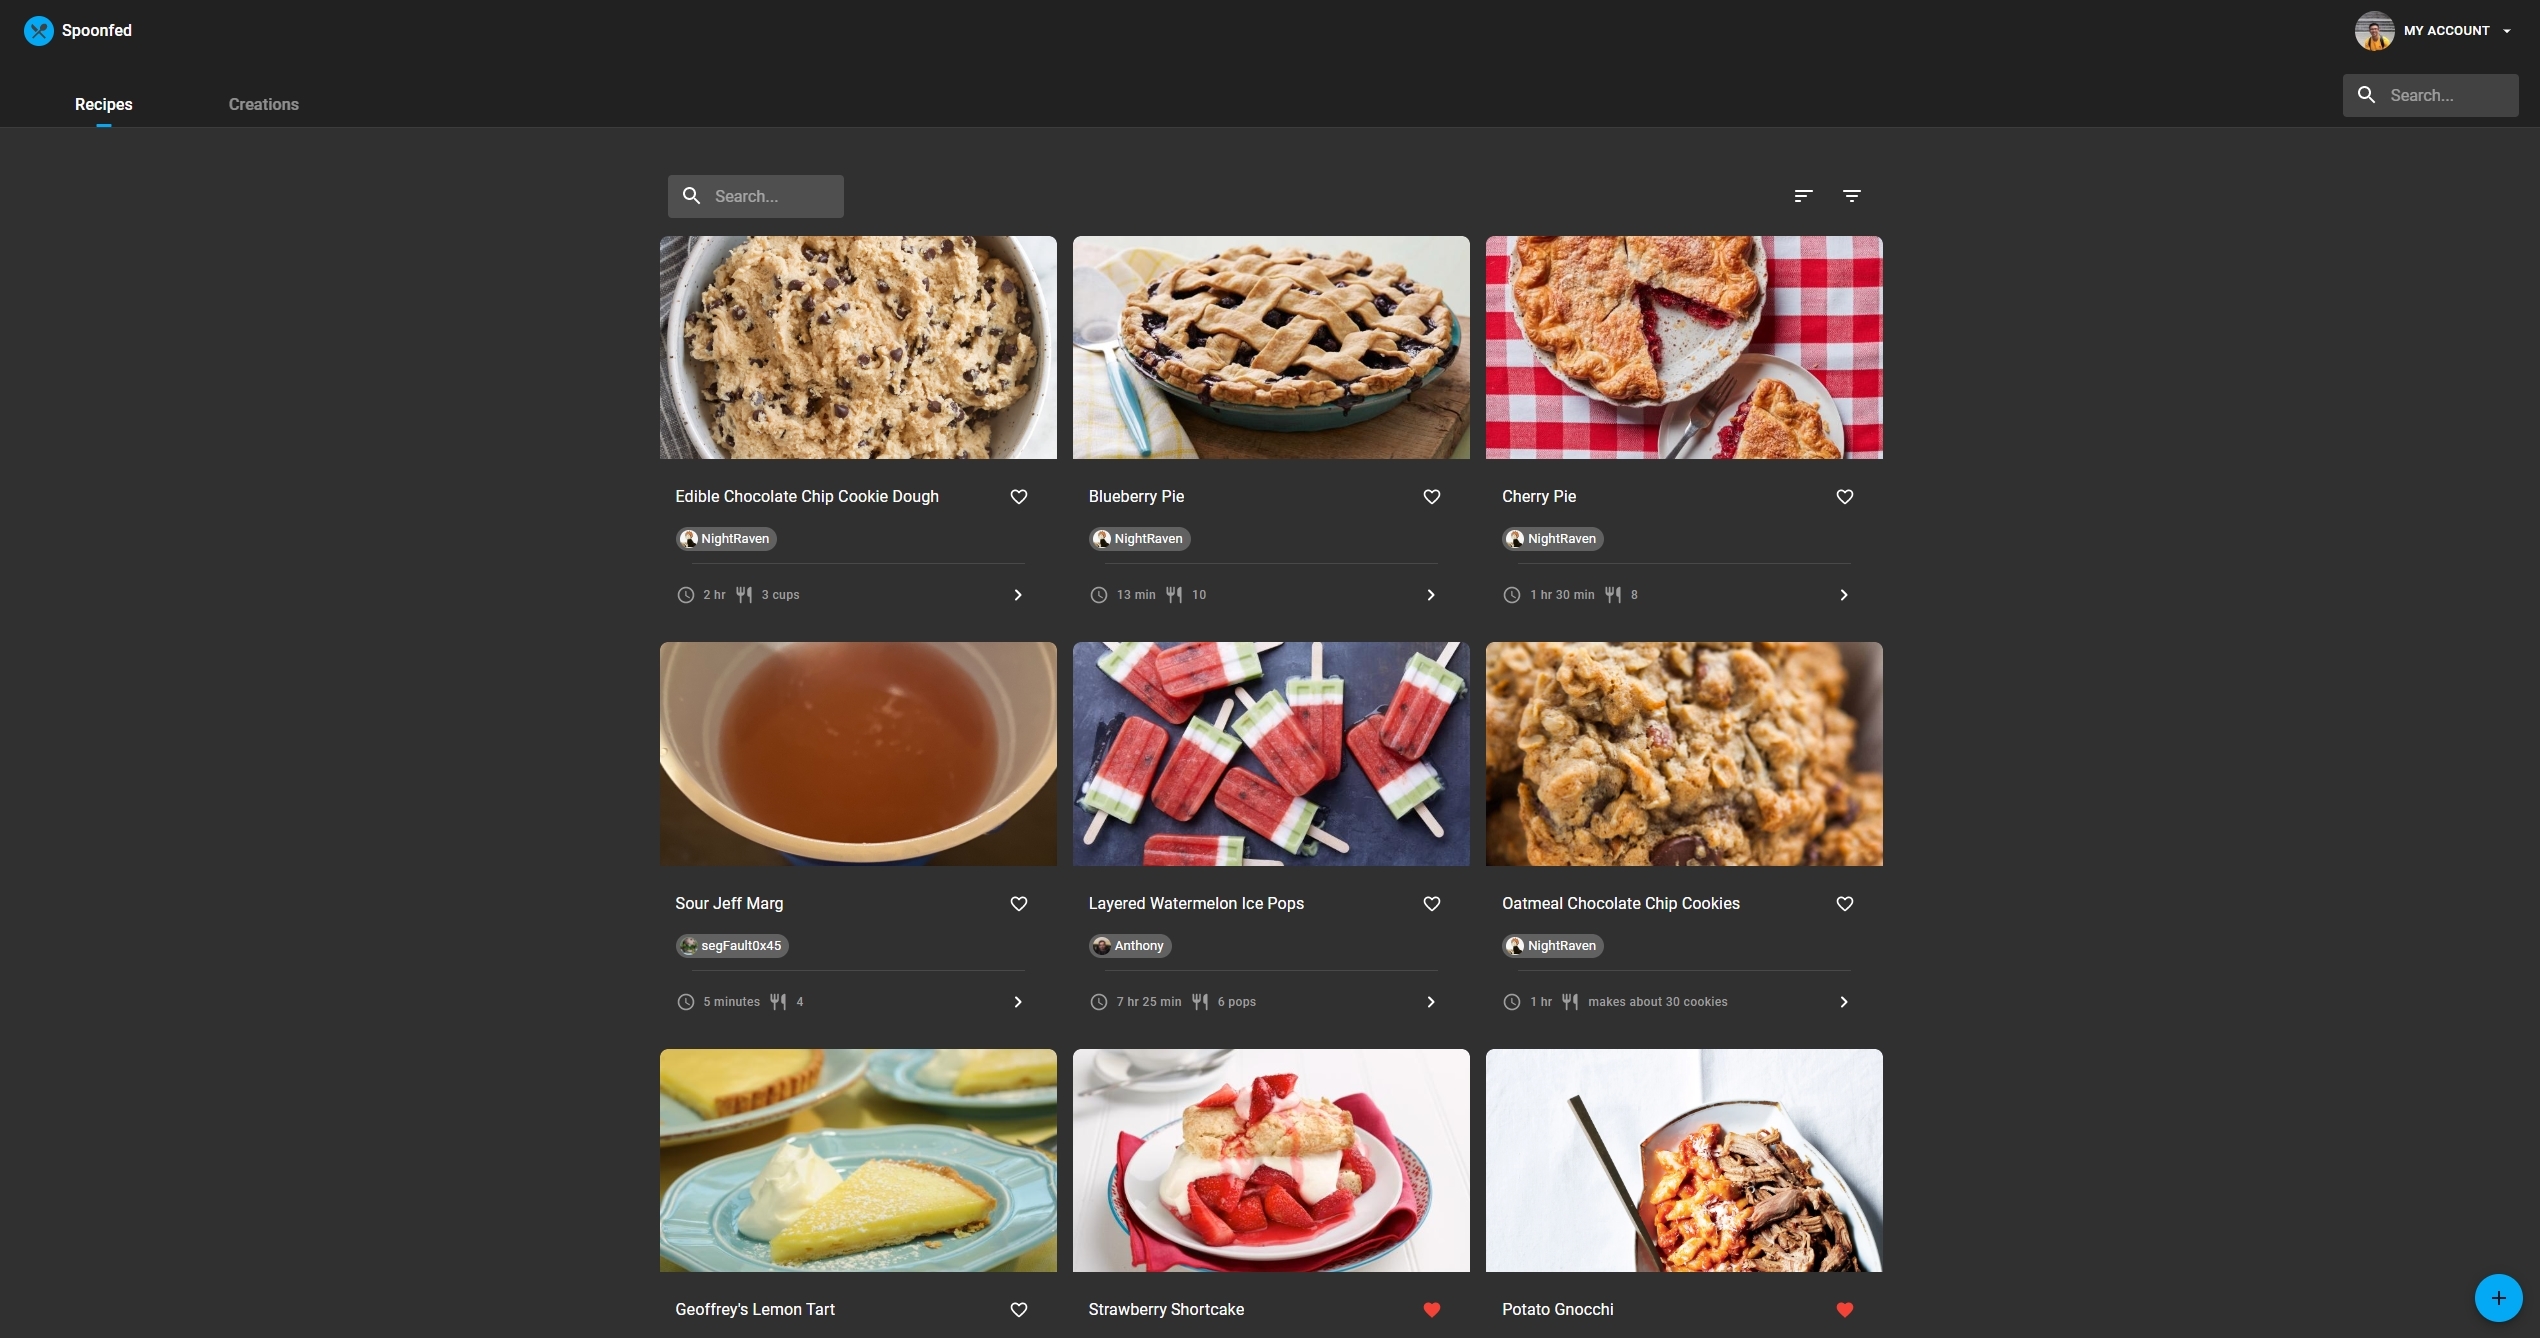 Spoonfed
MY ACCOUNT
Recipes
Creations
Search...
Search...
Edible Chocolate Chip Cookie Dough
NightRaven
2 hr 3 cups
Blueberry Pie
NightRaven
13 min 10
Cherry Pie
NightRaven
1 hr 30 min 8
Sour Jeff Marg
segFault0x45
5 minutes 4
Layered Watermelon Ice Pops
Anthony
7 hr 25 min 6 pops
Oatmeal Chocolate Chip Cookies
NightRaven
1 hr makes about 30 cookies
Geoffrey's Lemon Tart
Strawberry Shortcake
Potato Gnocchi